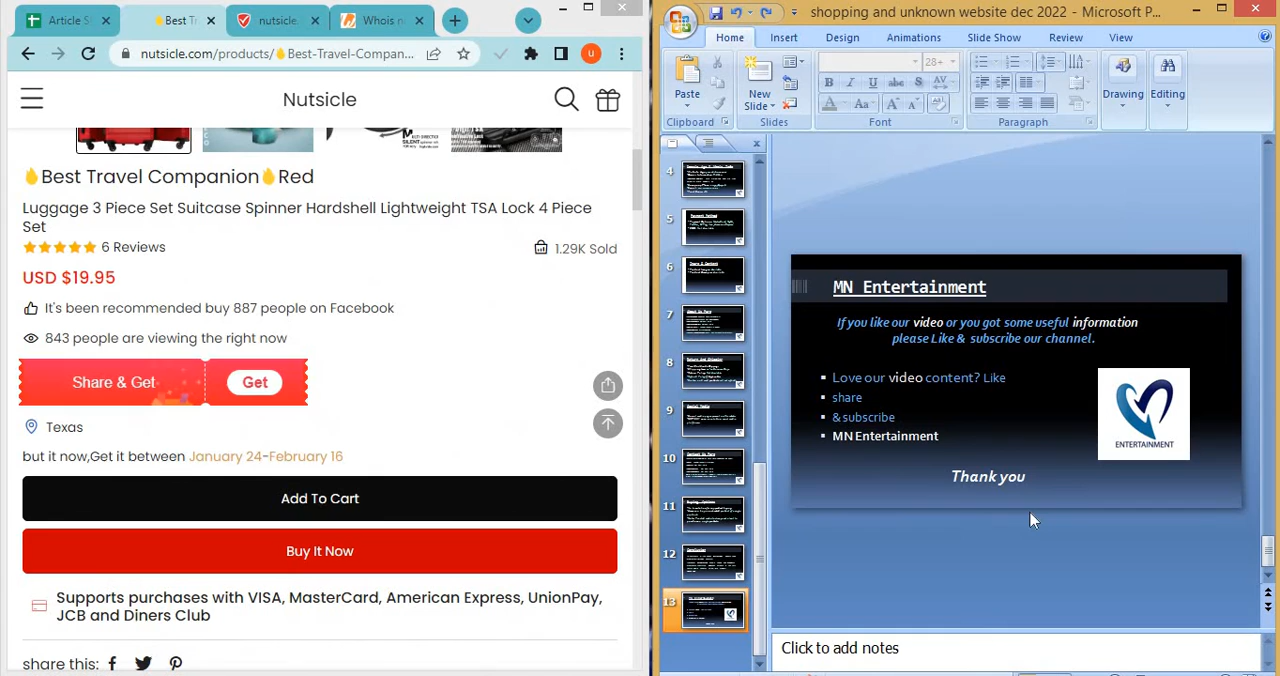 Article S
Best Tr
nutsicle.
Whois n
nutsicle.com/products/🔥Best-Travel-Compan...
u
Nutsicle
🔥Best Travel Companion🔥Red
Luggage 3 Piece Set Suitcase Spinner Hardshell Lightweight TSA Lock 4 Piece
Set
6 Reviews
1.29K Sold
USD $19.95
It's been recommended buy 887 people on Facebook
843 people are viewing the right now
Share & Get
Get
Texas
but it now,Get it between January 24-February 16
Add To Cart
Buy It Now
Supports purchases with VISA, MasterCard, American Express, UnionPay,
JCB and Diners Club
share this:
shopping and unknown website dec 2022 - Microsoft P...
Home
Insert
Design
Animations
Slide Show
Review
View
Paste
New
Slide
28+
B I U abc S AV
A Aa A A
Drawing
Editing
Clipboard
Slides
Font
Paragraph
4
5
6
7
8
9
10
11
12
13
MN Entertainment
If you like our video or you got some useful information
please Like & subscribe our channel.
Love our video content? Like
share
& subscribe
MN Entertainment
ENTERTAINMENT
Thank you
Click to add notes